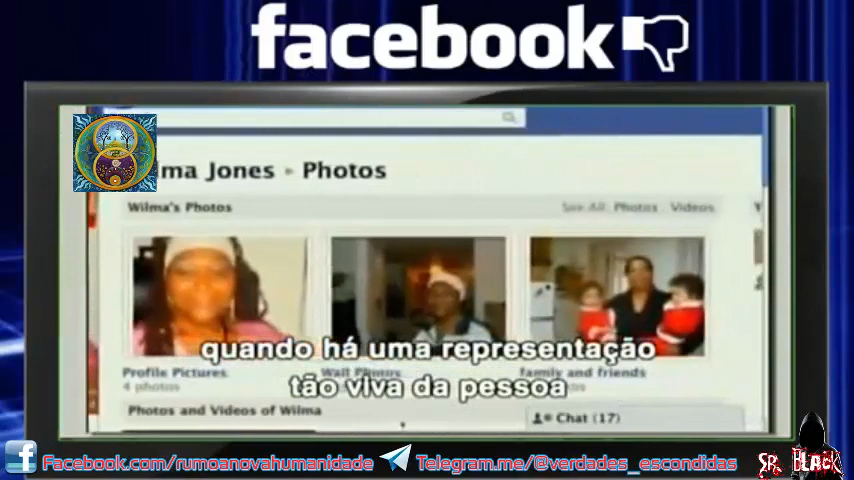 facebook
lma Jones ▸ Photos
Wilma's Photos
See All Photos Videos
quando há uma representação
Profile Pictures
Wall Photos
family and friends
4 photos
tão viva da pessoa
Photos and Videos of Wilma
Chat (17)
Facebook.com/rumoanovahumanidade
Telegram.me/@verdades_escondidas
SR. BLACK